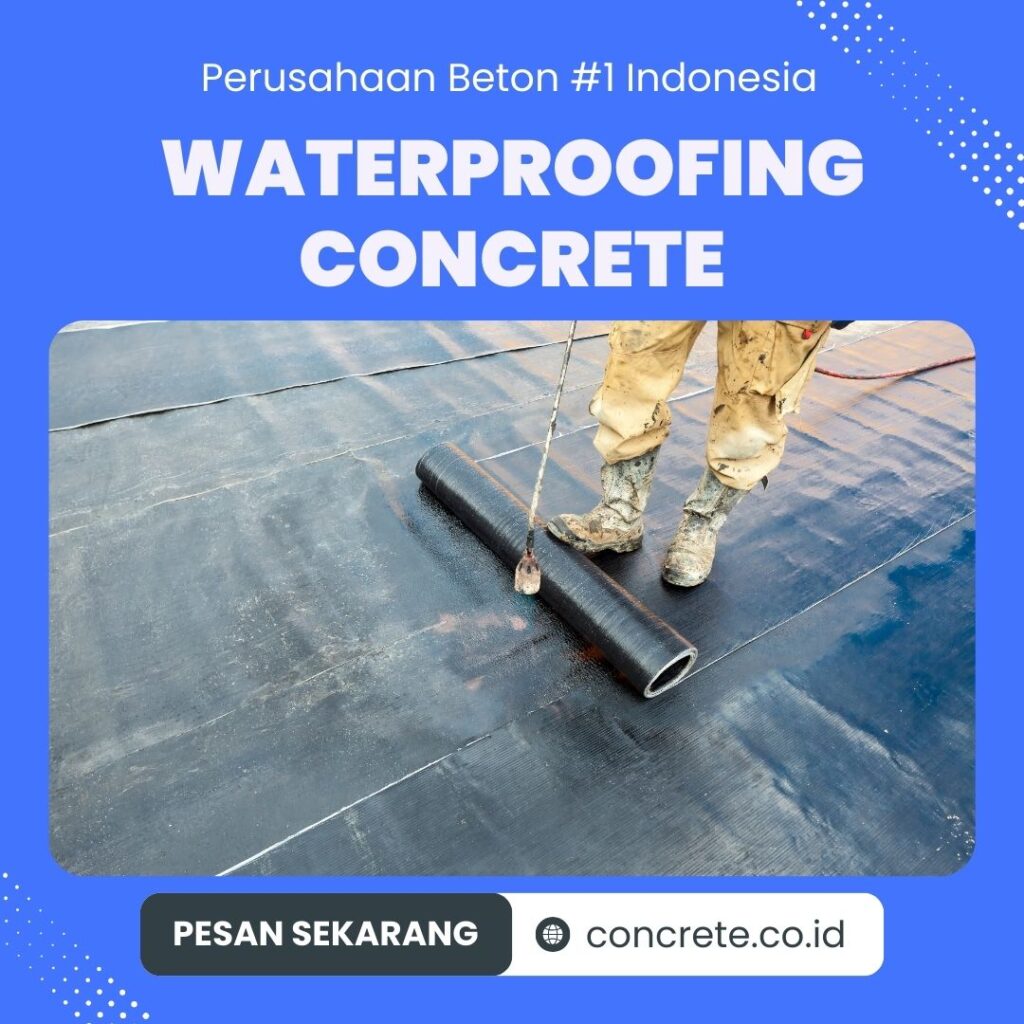 Perusahaan Beton #1 Indonesia
WATERPROOFING
CONCRETE
PESAN SEKARANG
concrete.co.id